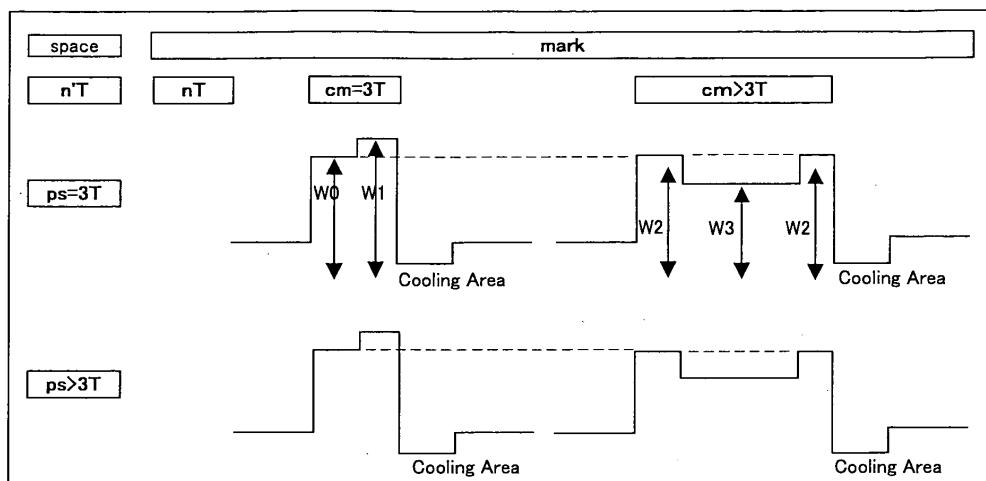 space mark
n'T nT cm=3T cm>3T
ps=3T W0 W1 W2 W3 W2
Cooling Area Cooling Area
ps>3T
Cooling Area Cooling Area